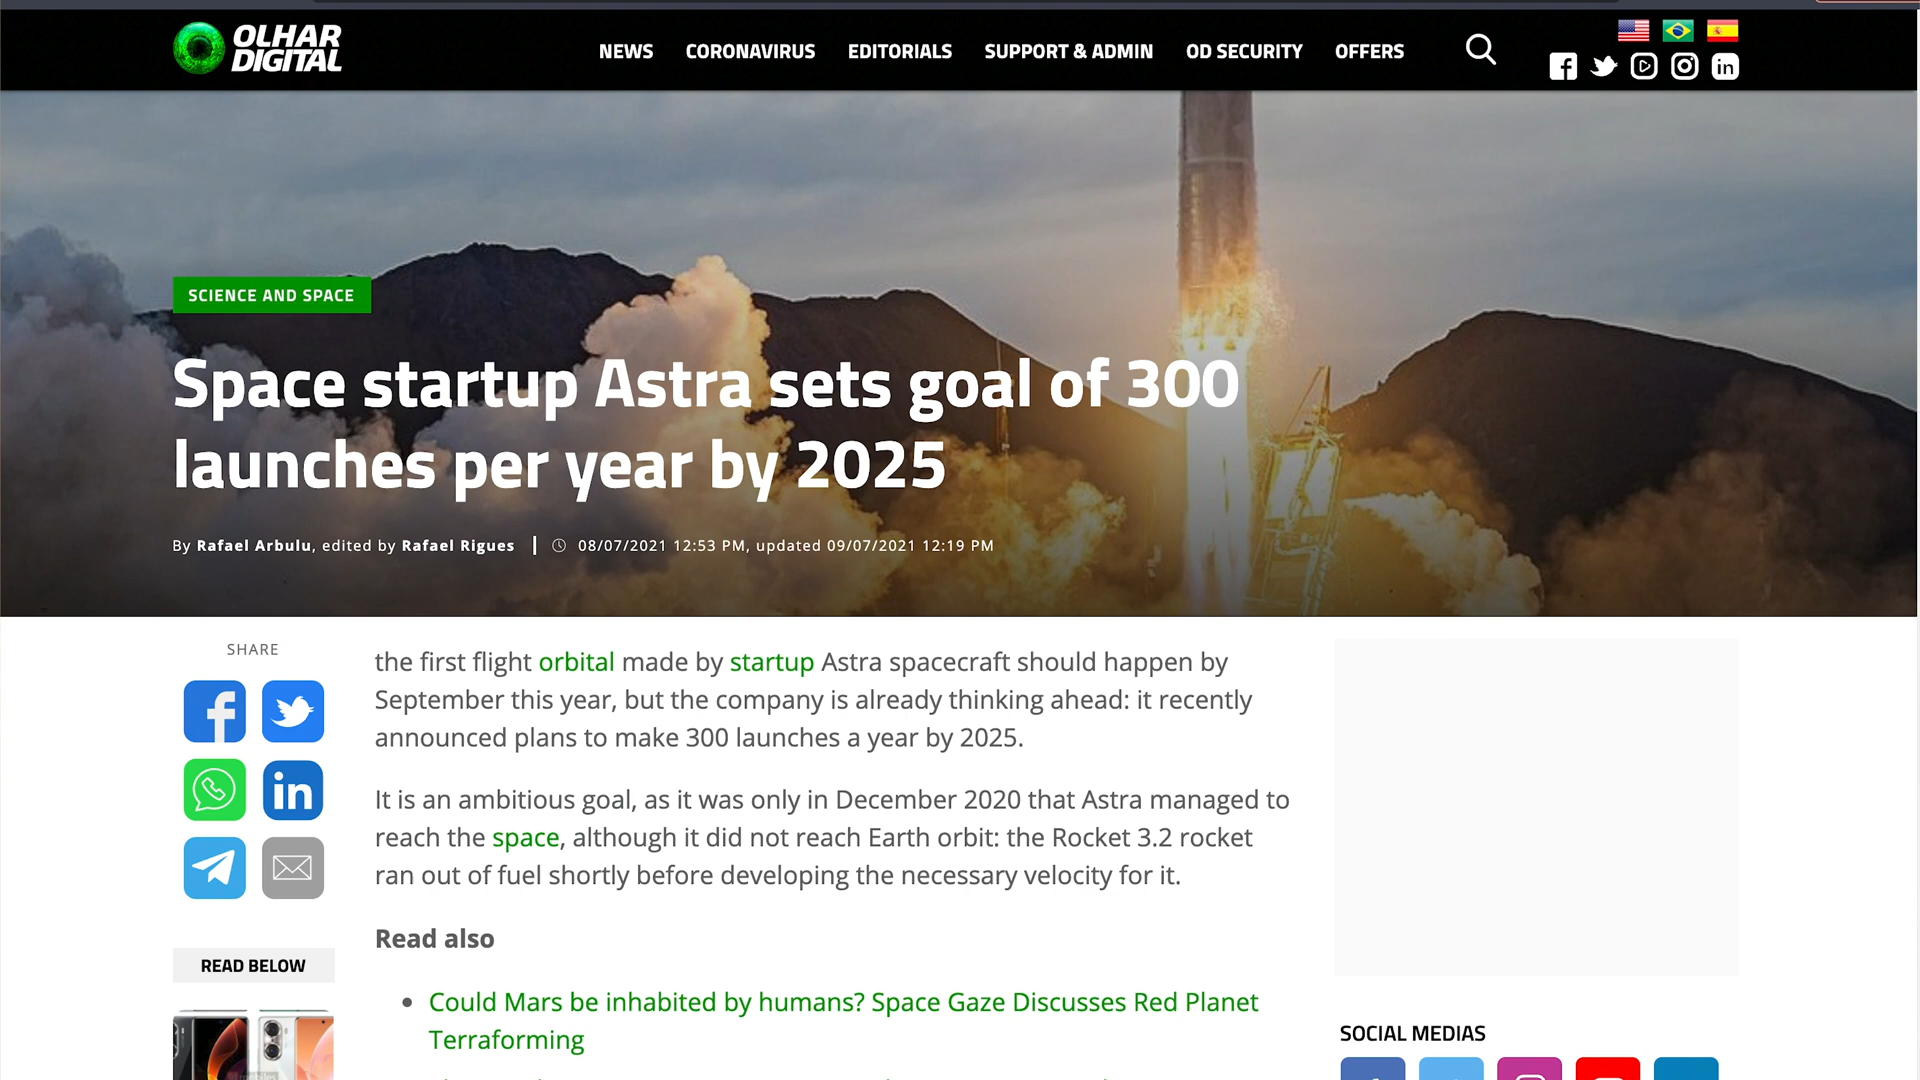 OLHAR
DIGITAL
NEWS
CORONAVIRUS
EDITORIALS
SUPPORT & ADMIN
OD SECURITY
OFFERS
SCIENCE AND SPACE
Space startup Astra sets goal of 300
launches per year by 2025
By Rafael Arbulu, edited by Rafael Rigues
08/07/2021 12:53 PM, updated 09/07/2021 12:19 PM
SHARE
the first flight orbital made by startup Astra spacecraft should happen by
September this year, but the company is already thinking ahead: it recently
announced plans to make 300 launches a year by 2025.
It is an ambitious goal, as it was only in December 2020 that Astra managed to
reach the space, although it did not reach Earth orbit: the Rocket 3.2 rocket
ran out of fuel shortly before developing the necessary velocity for it.
Read also
READ BELOW
Could Mars be inhabited by humans? Space Gaze Discusses Red Planet
Terraforming
SOCIAL MEDIAS